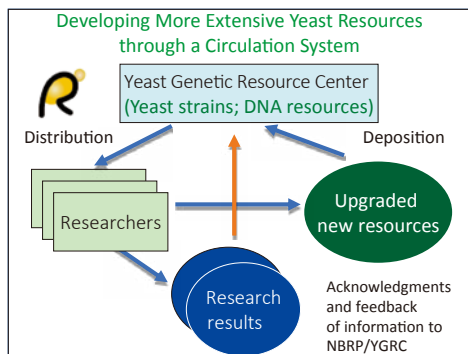 Developing More Extensive Yeast Resources
through a Circulation System
Yeast Genetic Resource Center
(Yeast strains; DNA resources)
Distribution
Deposition
Researchers
Upgraded
new resources
Research
results
Acknowledgments
and feedback
of information to
NBRP/YGRC